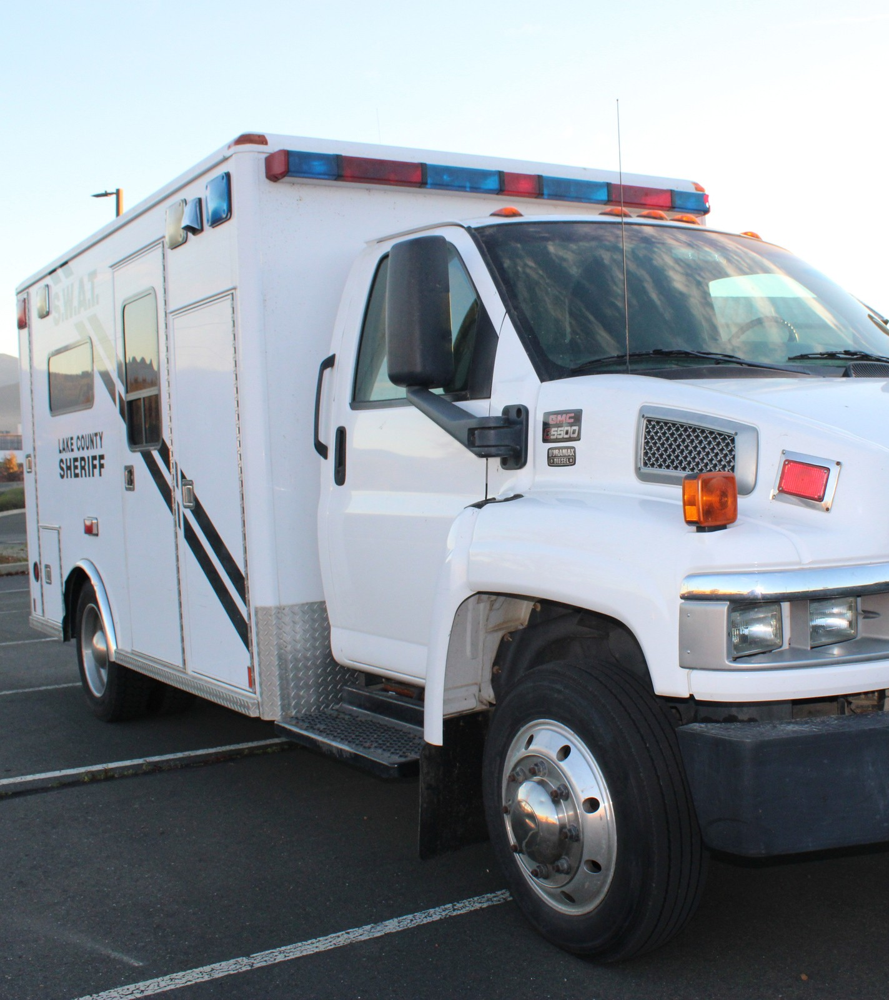 S.W.A.T.
LAKE COUNTY
SHERIFF
GMC
C5500
DURAMAX
DIESEL